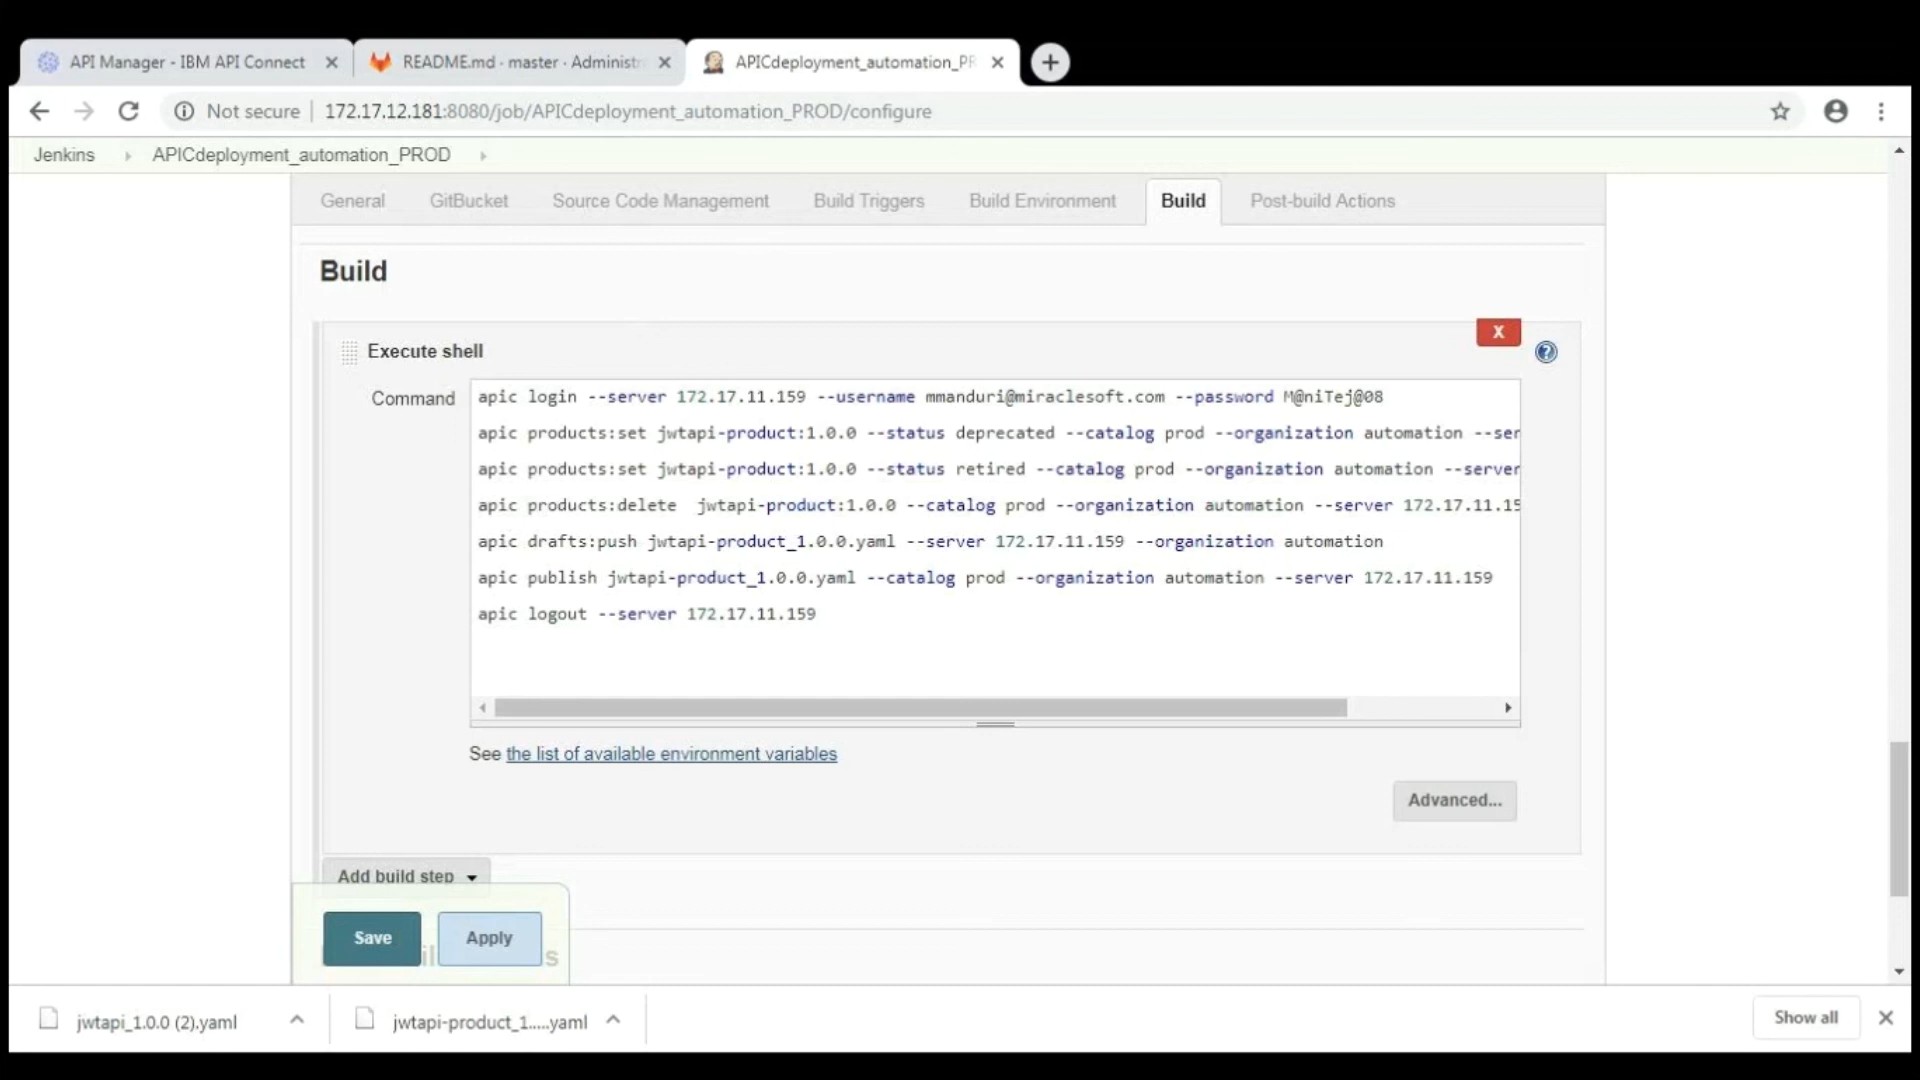 API Manager - IBM API Connect
README.md - master · Administr
APICdeployment_automation_PR
Not secure | 172.17.12.181:8080/job/APICdeployment_automation_PROD/configure
Jenkins APICdeployment_automation_PROD
General GitBucket Source Code Management Build Triggers Build Environment Build Post-build Actions
Build
X
Execute shell
Command
apic login --server 172.17.11.159 --username mmanduri@miraclesoft.com --password M@niTej@08
apic products:set jwtapi-product:1.0.0 --status deprecated --catalog prod --organization automation --ser
apic products:set jwtapi-product:1.0.0 --status retired --catalog prod --organization automation --server
apic products:delete  jwtapi-product:1.0.0 --catalog prod --organization automation --server 172.17.11.15
apic drafts:push jwtapi-product_1.0.0.yaml --server 172.17.11.159 --organization automation
apic publish jwtapi-product_1.0.0.yaml --catalog prod --organization automation --server 172.17.11.159
apic logout --server 172.17.11.159
See the list of available environment variables
Advanced...
Add build step
Save Apply
jwtapi_1.0.0 (2).yaml
jwtapi-product_1.....yaml
Show all